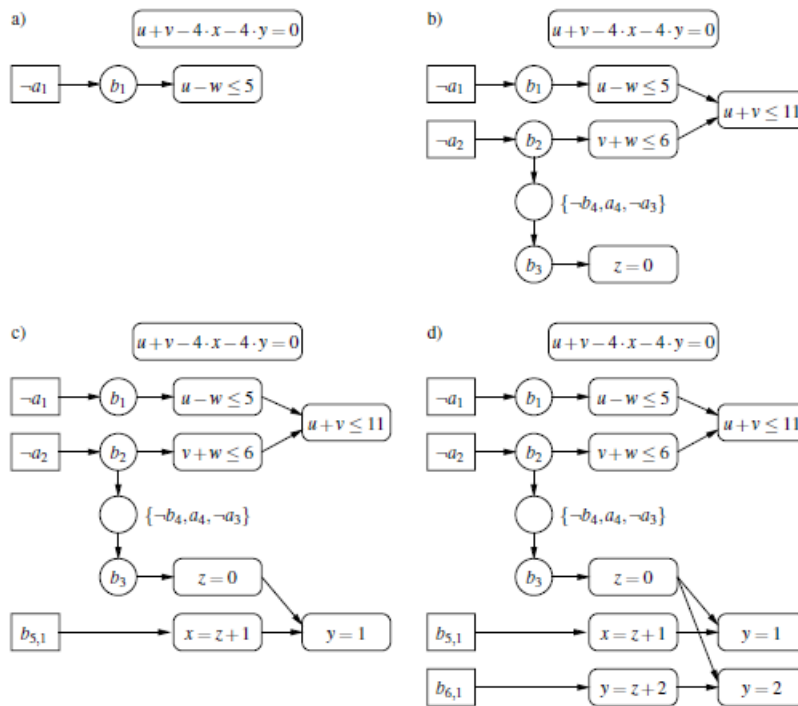 a)
u+v−4·x−4·y=0
¬a1 b1 u−w≤5
b)
u+v−4·x−4·y=0
¬a1 b1 u−w≤5
u+v≤11
¬a2 b2 v+w≤6
{¬b4,a4,¬a3}
b3 z=0
c)
u+v−4·x−4·y=0
¬a1 b1 u−w≤5
u+v≤11
¬a2 b2 v+w≤6
{¬b4,a4,¬a3}
b3 z=0
b5,1 x=z+1 y=1
d)
u+v−4·x−4·y=0
¬a1 b1 u−w≤5
u+v≤11
¬a2 b2 v+w≤6
{¬b4,a4,¬a3}
b3 z=0
b5,1 x=z+1 y=1
b6,1 y=z+2 y=2